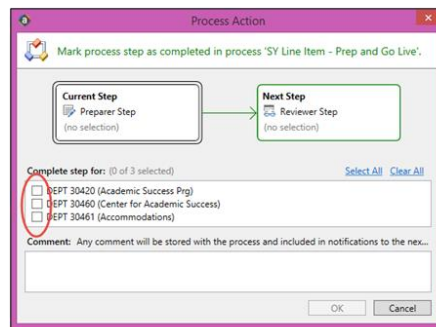 Process Action
Mark process step as completed in process 'SY Line Item - Prep and Go Live'.
Current Step
Preparer Step
(no selection)
Next Step
Reviewer Step
(no selection)
Complete step for: (0 of 3 selected) Select All Clear All
DEPT 30420 (Academic Success Prg)
DEPT 30460 (Center for Academic Success)
DEPT 30461 (Accommodations)
Comment: Any comment will be stored with the process and included in notifications to the nex...
OK Cancel